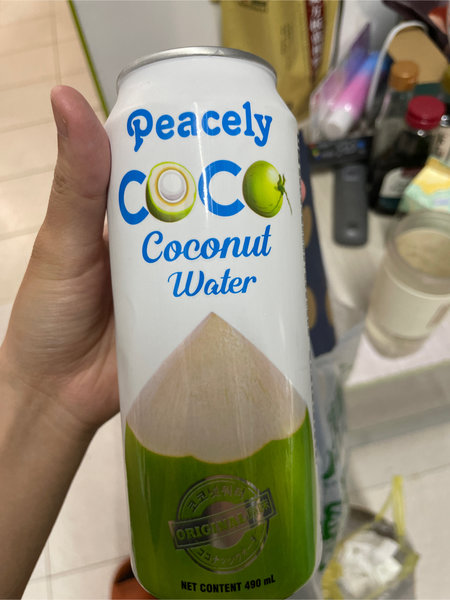 Peacely
COCO
Coconut
Water
ORIGINAL
NET CONTENT 490 mL